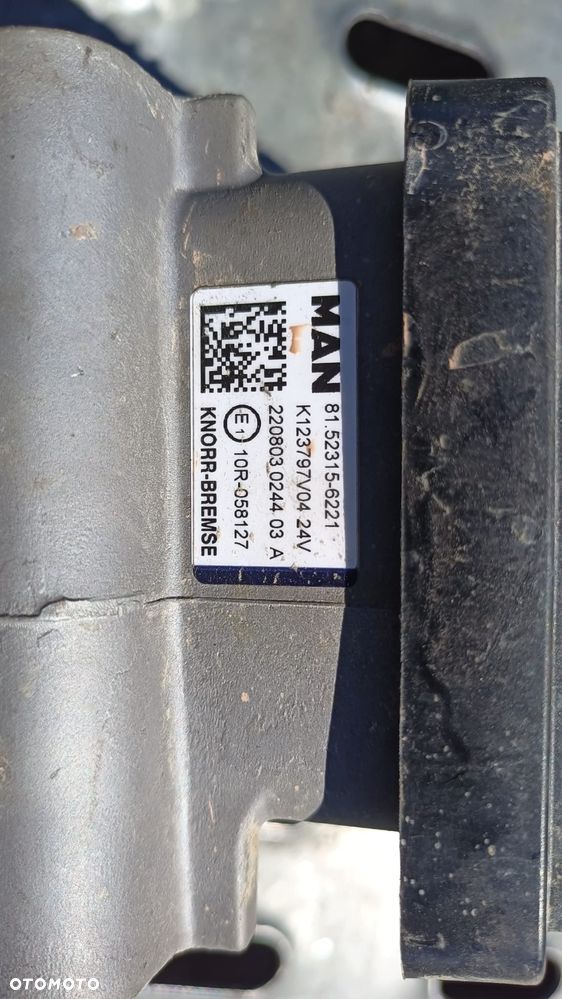 MAN
81.52315-6221
K123797V04 24V
220803 0244 03 A
E1 10R-058127
KNORR-BREMSE
OTOMOTO